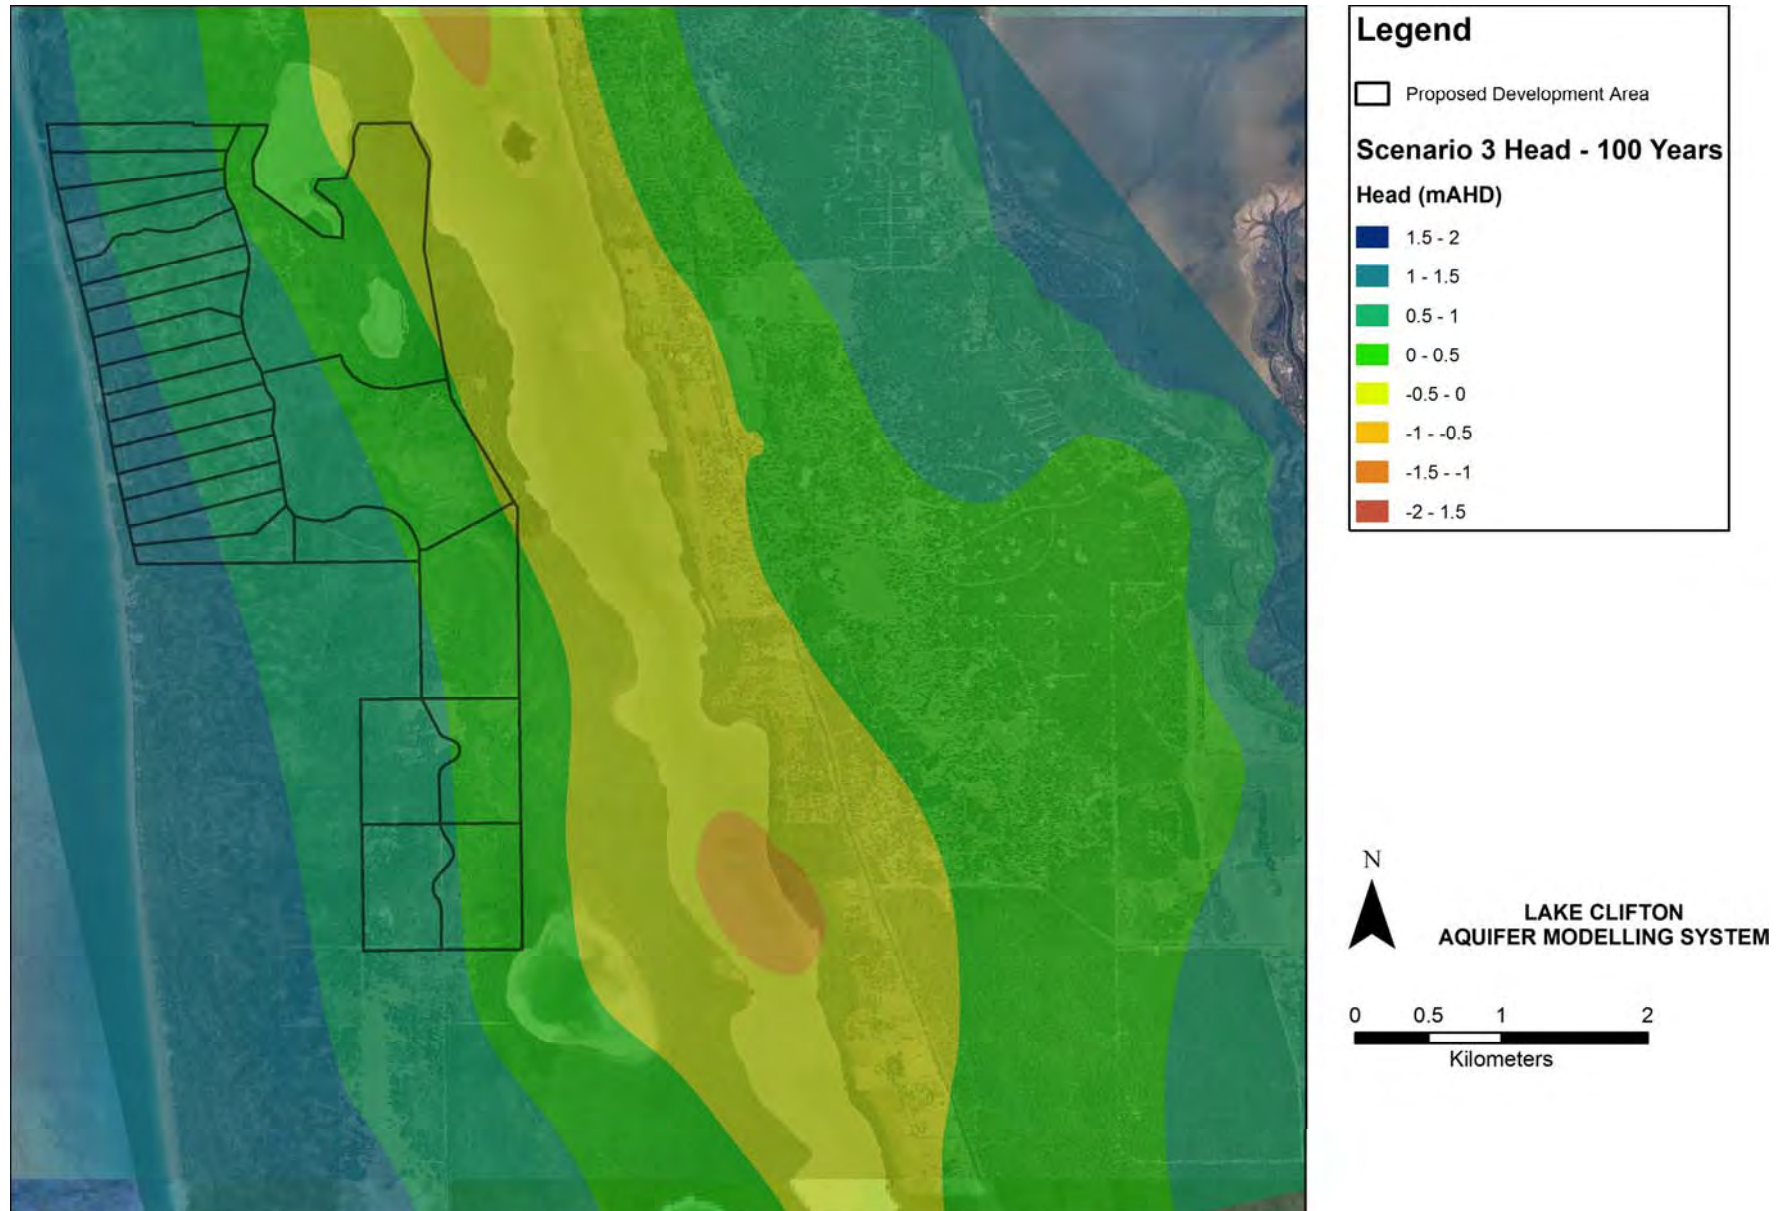 Legend
Proposed Development Area
Scenario 3 Head - 100 Years
Head (mAHD)
1.5 - 2
1 - 1.5
0.5 - 1
0 - 0.5
-0.5 - 0
-1 - -0.5
-1.5 - -1
-2 - 1.5
N
LAKE CLIFTON
AQUIFER MODELLING SYSTEM
0 0.5 1 2
Kilometers